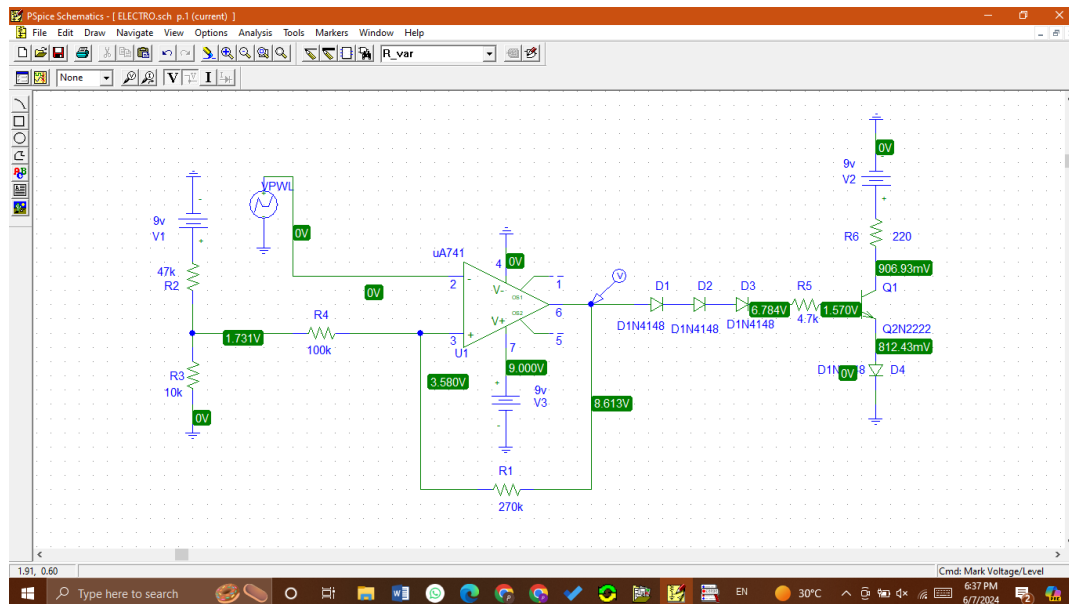 PSpice Schematics - [ ELECTRO.sch p.1 (current) ]
File Edit Draw Navigate View Options Analysis Tools Markers Window Help
R_var
None
V I
VPWL
9v
V1
0V
47k
R2
1.731V
R3
10k
0V
0V
R4
100k
uA741
4
0V
2
-
V-
OS1
1
6
V+
OS2
3
+
5
U1
7
3.580V
9.000V
9v
V3
8.613V
R1
270k
V
D1
D2
D3
D1N4148
D1N4148
D1N4148
6.784V
R5
4.7k
1.570V
0V
9v
V2
R6
220
906.93mV
Q1
Q2N2222
812.43mV
0V
D4
1.91, 0.60
Cmd: Mark Voltage/Level
Type here to search
EN
30°C
6:37 PM
6/7/2024
2